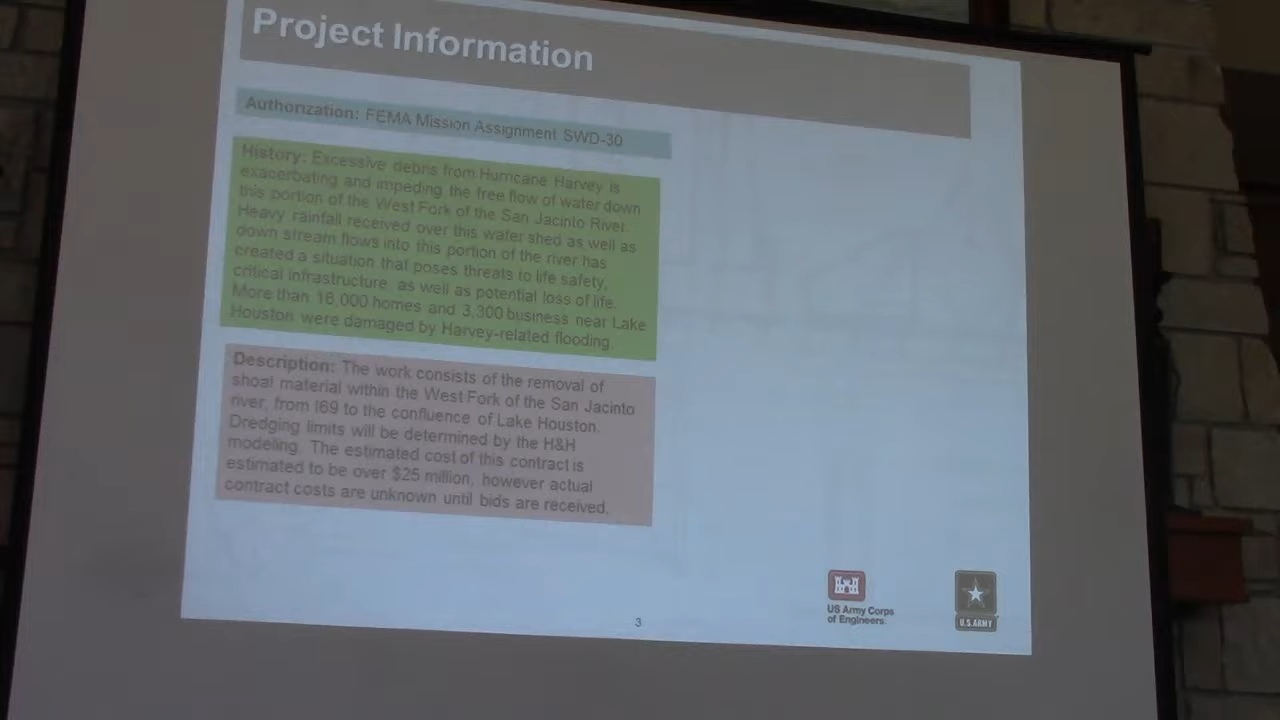 Project Information
Authorization: FEMA Mission Assignment SWD-30
History: Excessive debris from Hurricane Harvey is
exacerbating and impeding the free flow of water down
this portion of the West Fork of the San Jacinto River.
Heavy rainfall received over this water shed as well as
down stream flows into this portion of the river has
created a situation that poses threats to life safety,
critical infrastructure, as well as potential loss of life.
More than 16,000 homes and 3,300 business near Lake
Houston were damaged by Harvey-related flooding.
Description: The work consists of the removal of
shoal material within the West Fork of the San Jacinto
river, from I69 to the confluence of Lake Houston.
Dredging limits will be determined by the H&H
modeling. The estimated cost of this contract is
estimated to be over $25 million, however actual
contract costs are unknown until bids are received.
3
US Army Corps
of Engineers.
U.S.ARMY